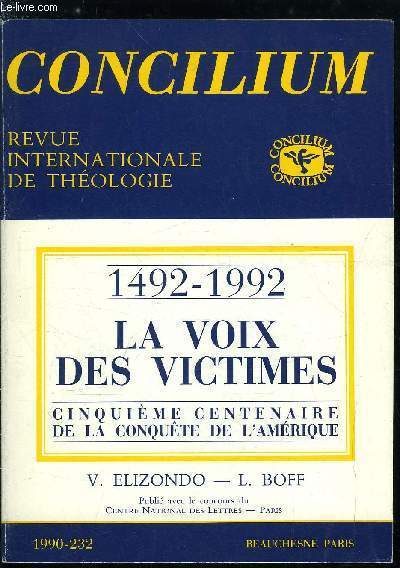 Le-livre.com
CONCILIUM
REVUE
INTERNATIONALE
DE THÉOLOGIE
CONCILIUM
CONCILIUM
1492-1992
LA VOIX
DES VICTIMES
CINQUIÈME CENTENAIRE
DE LA CONQUÊTE DE L'AMÉRIQUE
V. ELIZONDO — L. BOFF
Publié avec le concours du
CENTRE NATIONAL DES LETTRES — PARIS
1990-232 BEAUCHESNE PARIS